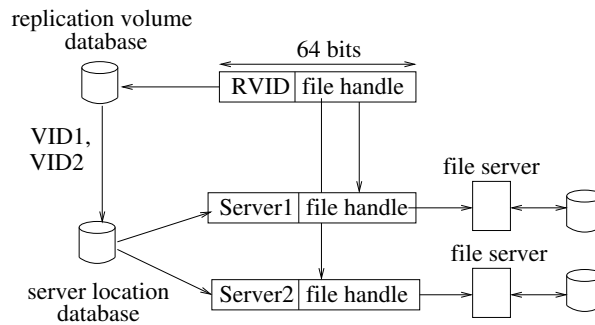 replication volume
database
64 bits
RVID
file handle
VID1,
VID2
file server
Server1
file handle
file server
Server2
file handle
server location
database